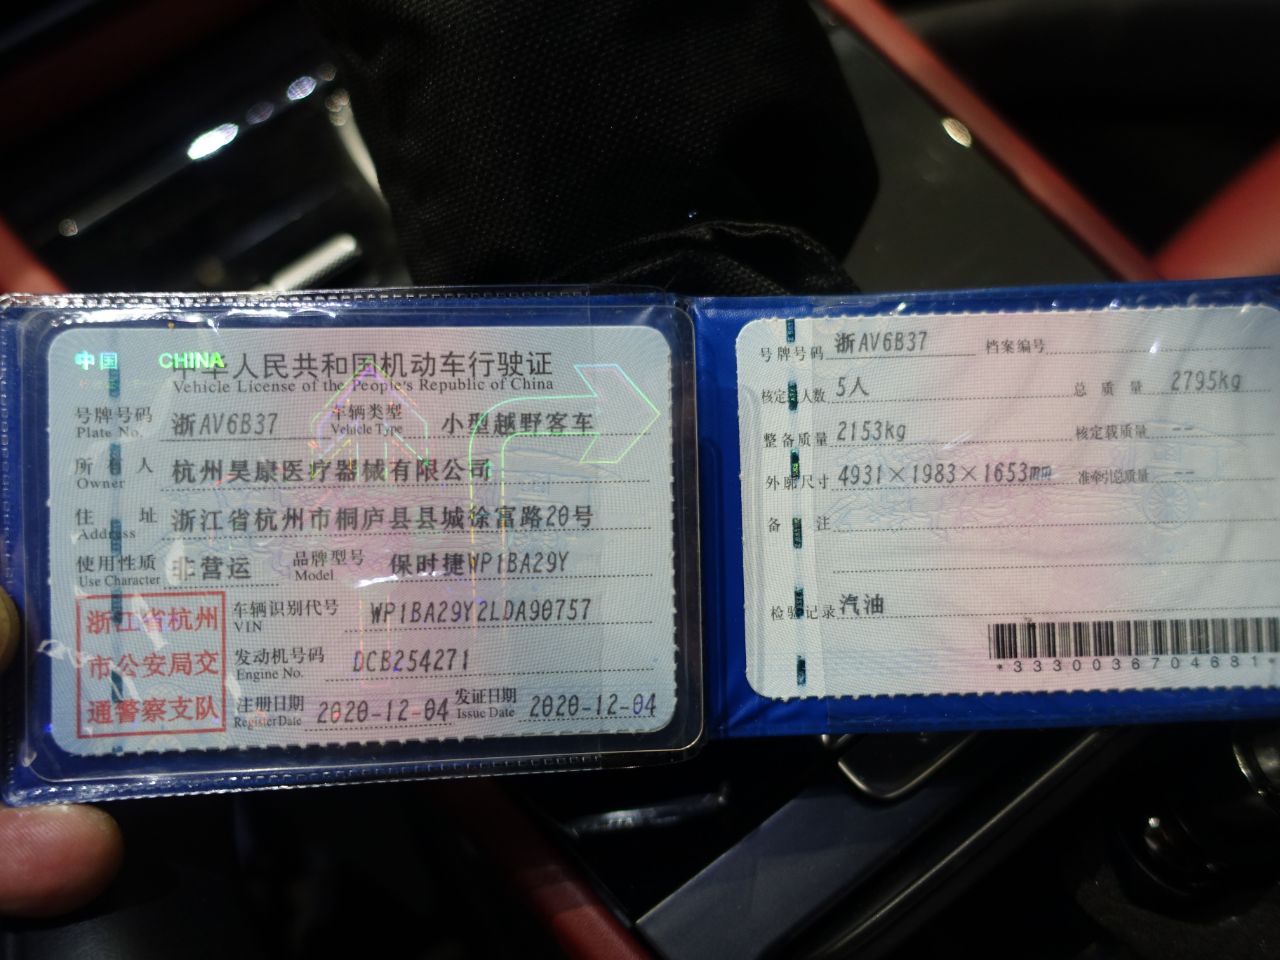 中国 CHINA
中华人民共和国机动车行驶证
Vehicle License of the People's Republic of China
号牌号码 浙AV6B37 车辆类型 小型越野客车
Plate No. Vehicle Type
所有人 杭州昊康医疗器械有限公司
Owner
住址 浙江省杭州市桐庐县县城徐富路20号
Address
使用性质 非营运 品牌型号 保时捷WP1BA29Y
Use Character Model
浙江省杭州
市公安局交
通警察支队
车辆识别代号 WP1BA29Y2LDA90757
VIN
发动机号码 DCB254271
Engine No.
注册日期 2020-12-04 发证日期 2020-12-04
Register Date Issue Date
号牌号码 浙AV6B37 档案编号
核定载人数 5人 总质量 2795kg
整备质量 2153kg 核定载质量 --
外廓尺寸 4931×1983×1653mm 准牵引总质量 --
备注
检验记录 汽油
*3330036704681*